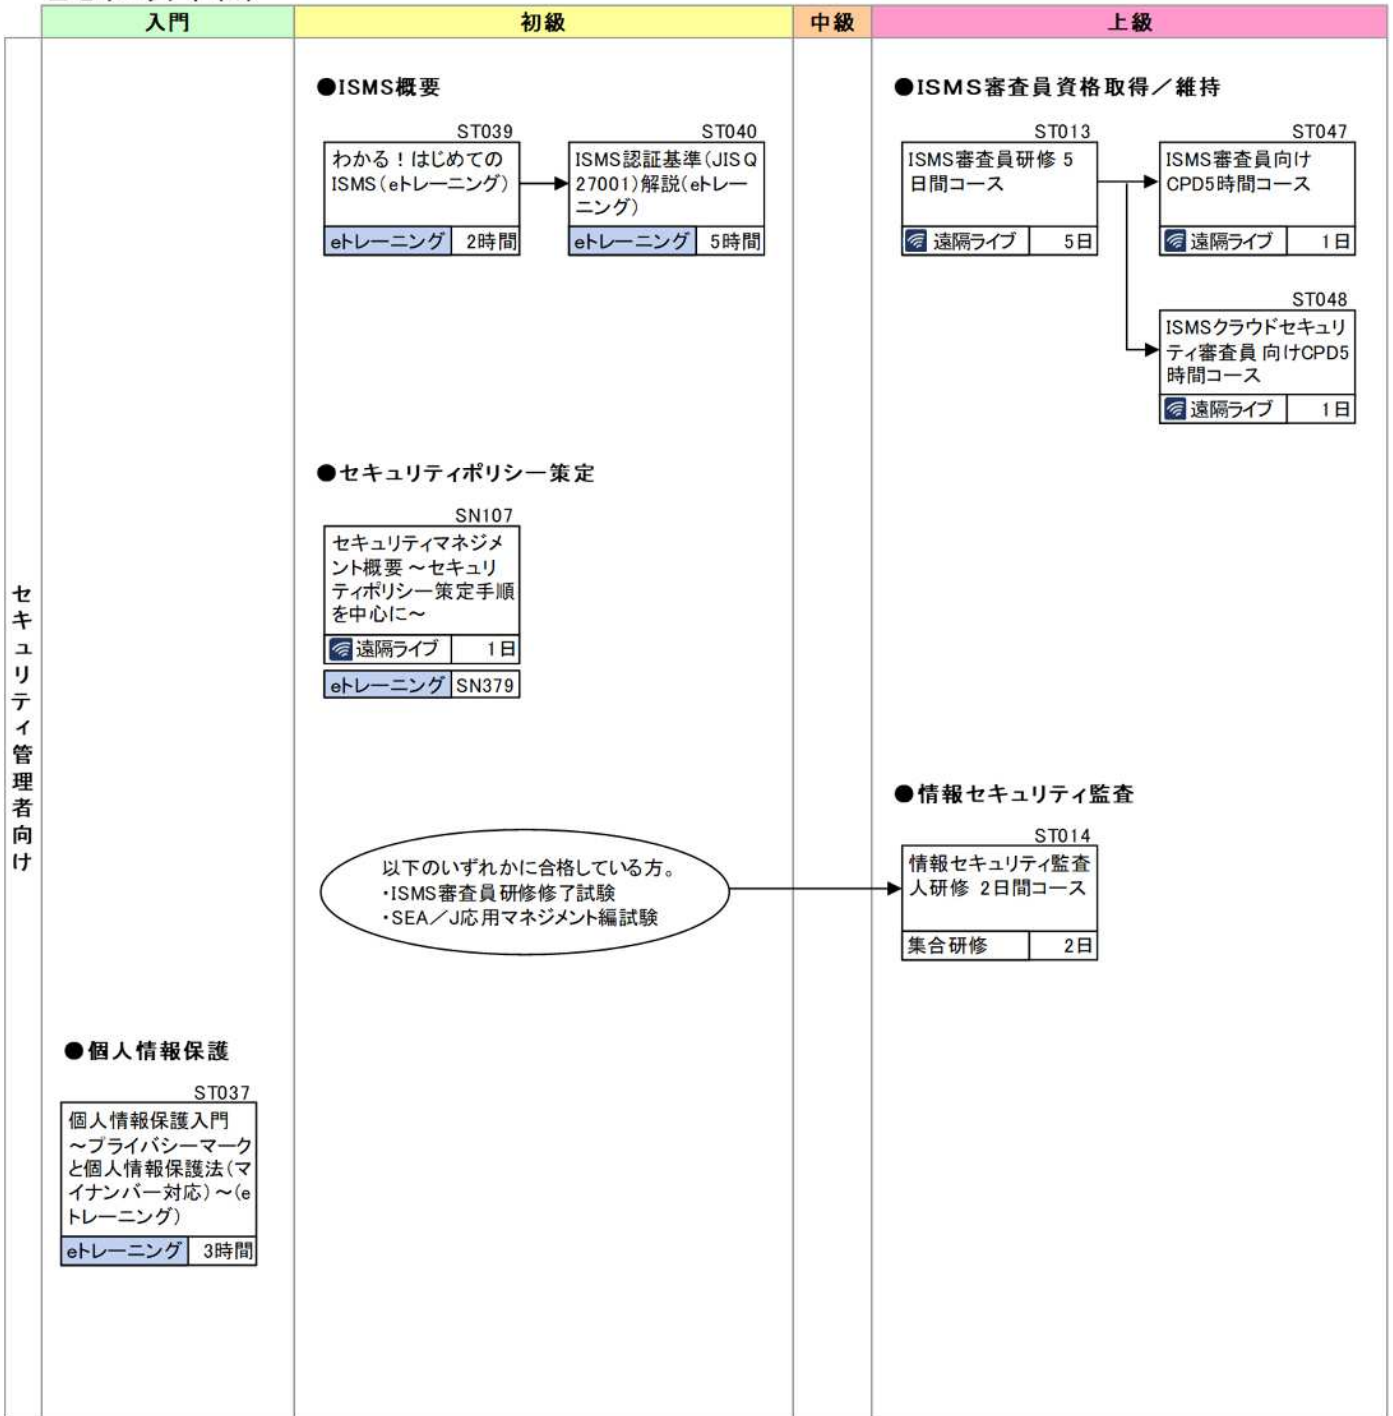 入門
初級
中級
上級
セキュリティ管理者向け
●ISMS概要
ST039
わかる！はじめての
ISMS（eトレーニング）
eトレーニング 2時間
ST040
ISMS認証基準（JIS Q
27001）解説（eトレー
ニング）
eトレーニング 5時間
●ISMS審査員資格取得／維持
ST013
ISMS審査員研修 5
日間コース
遠隔ライブ 5日
ST047
ISMS審査員向け
CPD5時間コース
遠隔ライブ 1日
ST048
ISMSクラウドセキュリ
ティ審査員 向けCPD5
時間コース
遠隔ライブ 1日
●セキュリティポリシー策定
SN107
セキュリティマネジメ
ント概要 ～セキュリ
ティポリシー策定手順
を中心に～
遠隔ライブ 1日
eトレーニング SN379
以下のいずれかに合格している方。
・ISMS審査員研修修了試験
・SEA／J応用マネジメント編試験
●情報セキュリティ監査
ST014
情報セキュリティ監査
人研修 2日間コース
集合研修 2日
●個人情報保護
ST037
個人情報保護入門
～プライバシーマーク
と個人情報保護法（マ
イナンバー対応）～（e
トレーニング）
eトレーニング 3時間